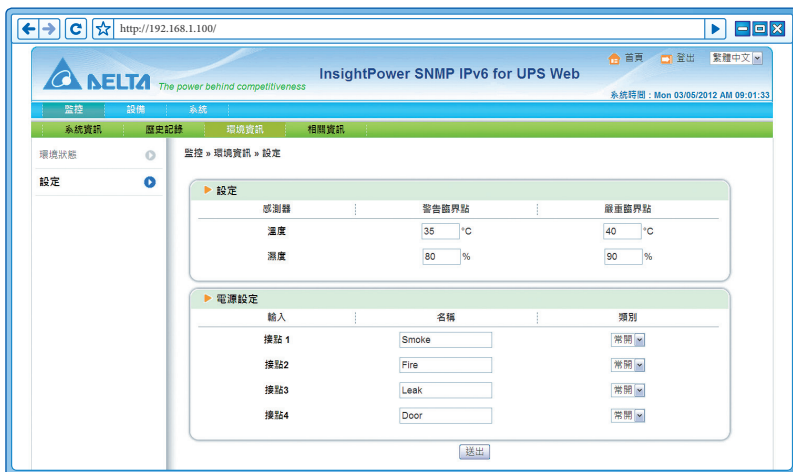 http://192.168.1.100/
首頁 登出 繁體中文
DELTA The power behind competitiveness
InsightPower SNMP IPv6 for UPS Web
系統時間 : Mon 03/05/2012 AM 09:01:33
監控 設備 系統
系統資訊 歷史記錄 環境資訊 相關資訊
環境狀態
設定
監控 » 環境資訊 » 設定
設定
感測器 警告臨界點 嚴重臨界點
溫度 35 °C 40 °C
濕度 80 % 90 %
電源設定
輸入 名稱 類別
接點 1 Smoke 常開
接點2 Fire 常開
接點3 Leak 常開
接點4 Door 常開
送出